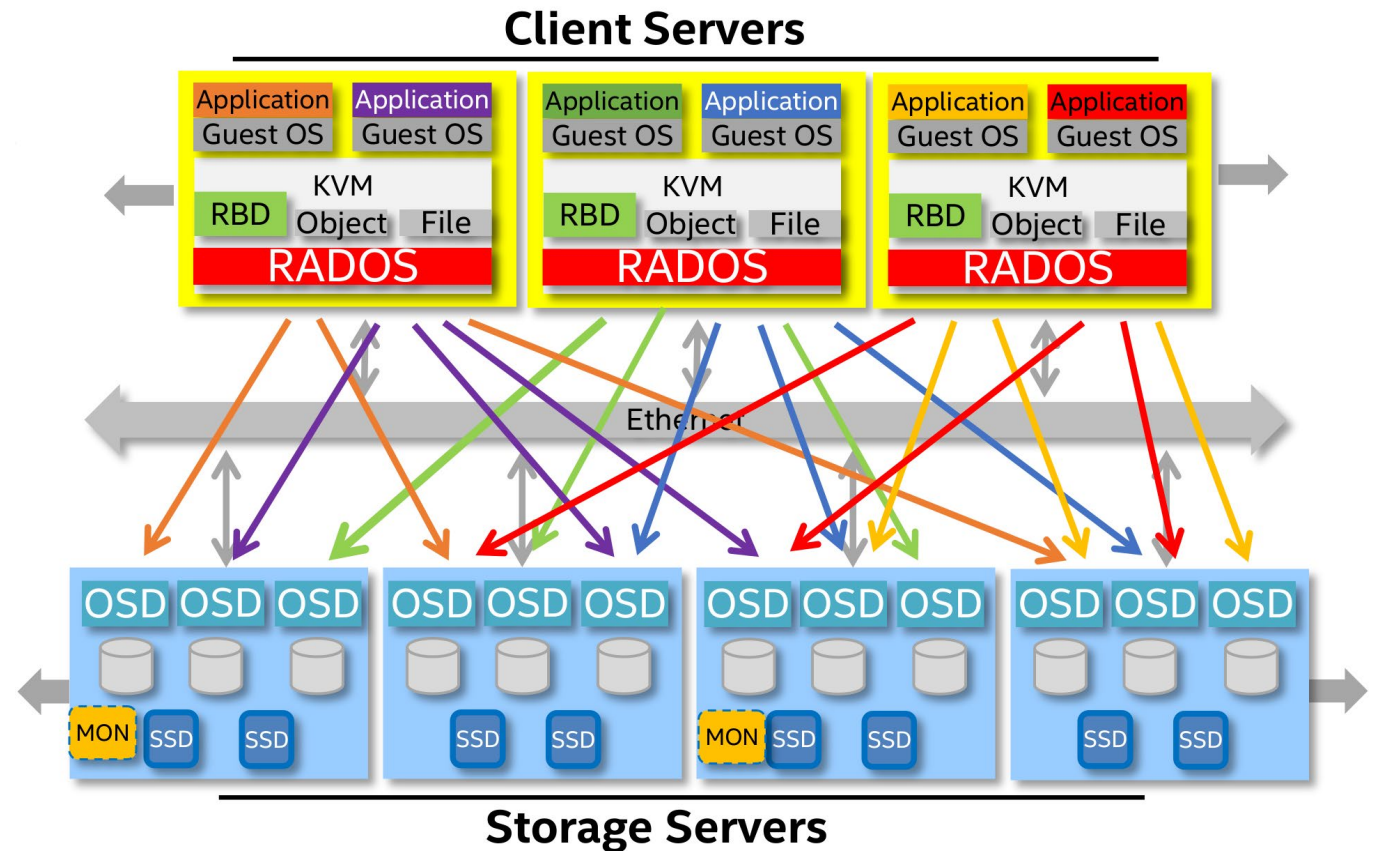 Client Servers
Application Application Application Application Application Application
Guest OS Guest OS Guest OS Guest OS Guest OS Guest OS
KVM KVM KVM
RBD Object File RBD Object File RBD Object File
RADOS RADOS RADOS
Ethernet
OSD OSD OSD OSD OSD OSD OSD OSD OSD OSD OSD OSD
MON SSD SSD SSD SSD MON SSD SSD SSD SSD
Storage Servers